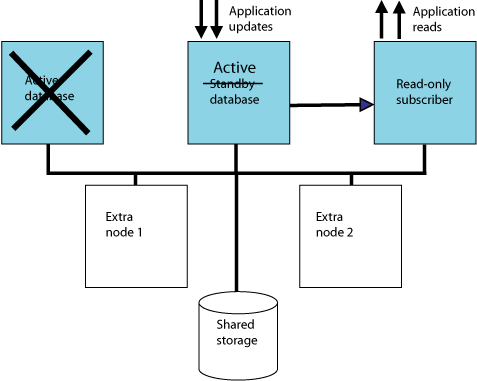 Application
updates
Application
reads
Active
database
Active
Standby
database
Read-only
subscriber
Extra
node 1
Extra
node 2
Shared
storage